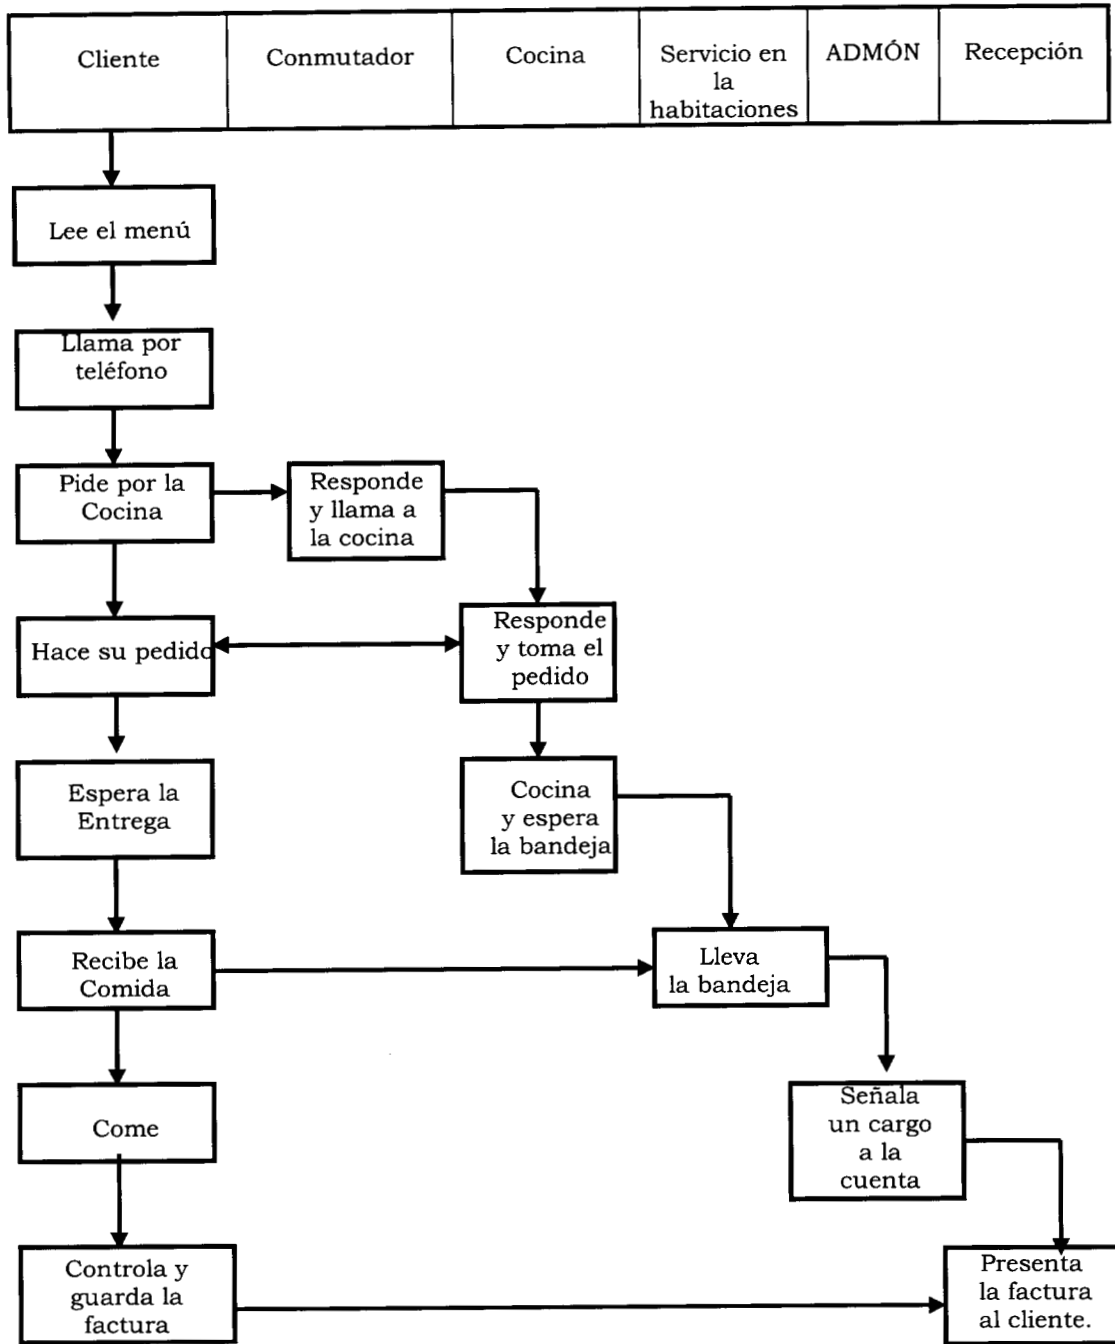 Cliente
Conmutador
Cocina
Servicio en
la
habitaciones
ADMÓN
Recepción
Lee el menú
Llama por
teléfono
Pide por la
Cocina
Responde
y llama a
la cocina
Hace su pedido
Responde
y toma el
pedido
Espera la
Entrega
Cocina
y espera
la bandeja
Recibe la
Comida
Lleva
la bandeja
Come
Señala
un cargo
a la
cuenta
Controla y
guarda la
factura
Presenta
la factura
al cliente.